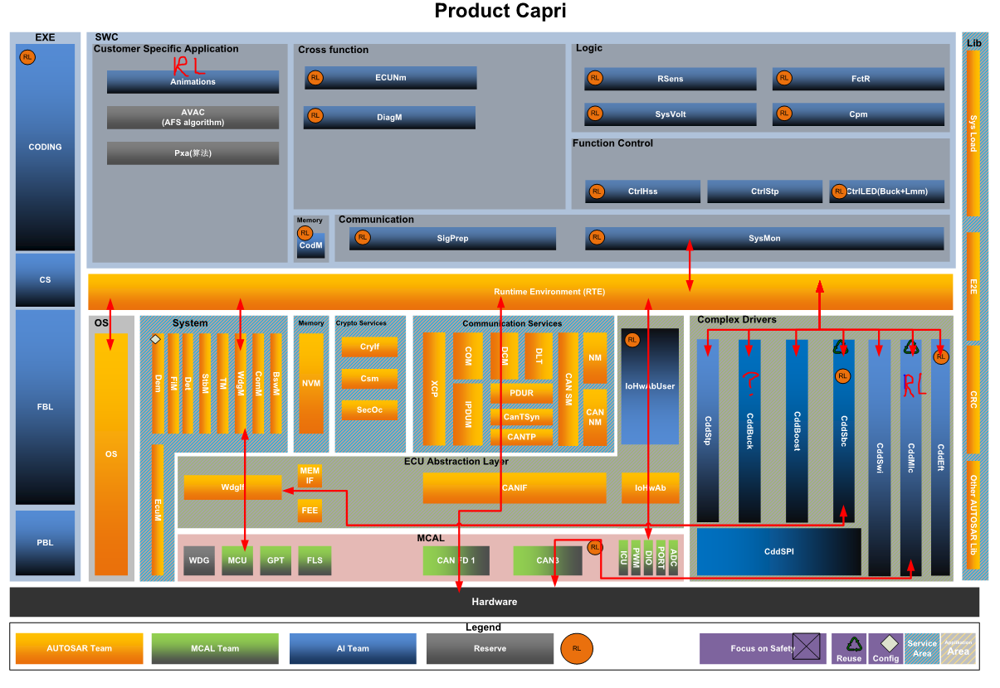 Product Capri
EXE
RL
CODING
CS
FBL
PBL
SWC
Customer Specific Application
RL
Animations
AVAC
(AFS algorithm)
Pxa(算法)
Cross function
RL
ECUNm
RL
DiagM
Logic
RL
RSens
RL
FctR
RL
SysVolt
RL
Cpm
Function Control
RL
CtrlHss
CtrlStp
RL
CtrlLED(Buck+Lmm)
Memory
RL
CodM
Communication
RL
SigPrep
RL
SysMon
Lib
Sys Load
E2E
CRC
Other AUTOSAR Lib
Runtime Environment (RTE)
OS
OS
System
Dem
FIM
Det
StbM
TM
WdgM
ComM
BswM
EcuM
Memory
NVM
Crypto Services
CryIf
Csm
SecOc
Communication Services
XCP
COM
IPDUM
DCM
DLT
PDUR
CanTSyn
CANTP
CAN SM
NM
CAN
NM
RL
IoHwAbUser
Complex Drivers
CddStp
?
CddBuck
CddBoost
RL
CddSbc
CddSwi
RL
CddMic
RL
CddEft
CddSPI
ECU Abstraction Layer
WdgIf
MEM
IF
FEE
CANIF
IoHwAb
MCAL
WDG
MCU
GPT
FLS
CAN FD 1
CAN3
RL
ICU
PWM
DIO
PORT
ADC
Hardware
Legend
AUTOSAR Team
MCAL Team
AI Team
Reserve
RL
Focus on Safety
Reuse
Config
Service
Area
Application
Area